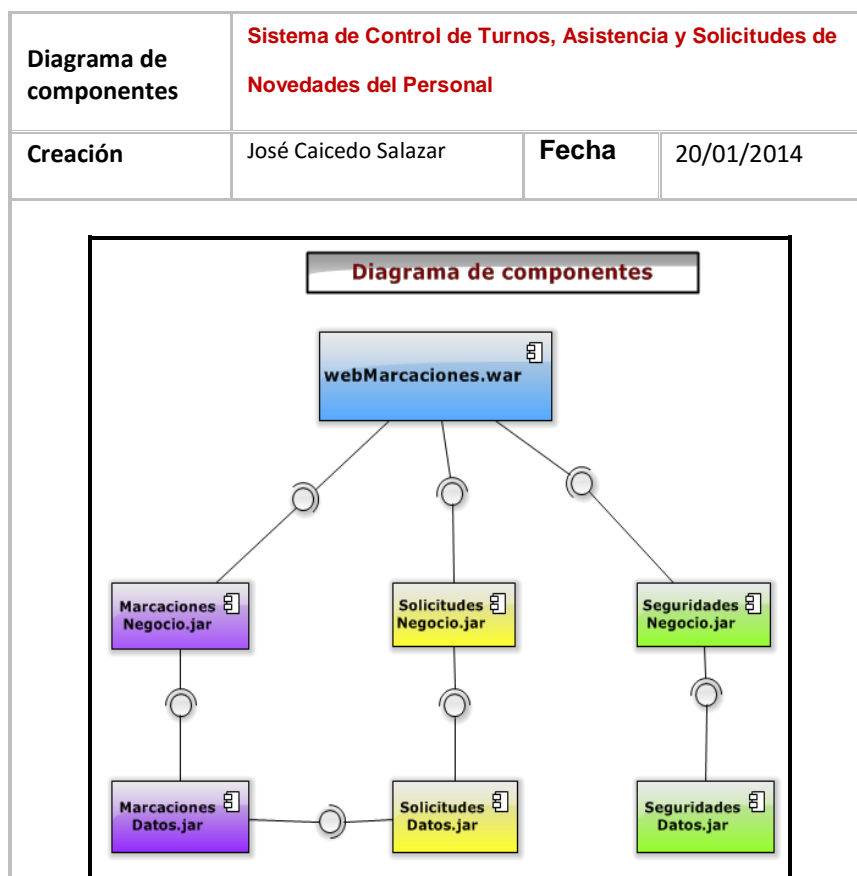 Diagrama de
componentes
Sistema de Control de Turnos, Asistencia y Solicitudes de
Novedades del Personal
Creación
José Caicedo Salazar
Fecha
20/01/2014
Diagrama de componentes
webMarcaciones.war
Marcaciones
Negocio.jar
Solicitudes
Negocio.jar
Seguridades
Negocio.jar
Marcaciones
Datos.jar
Solicitudes
Datos.jar
Seguridades
Datos.jar